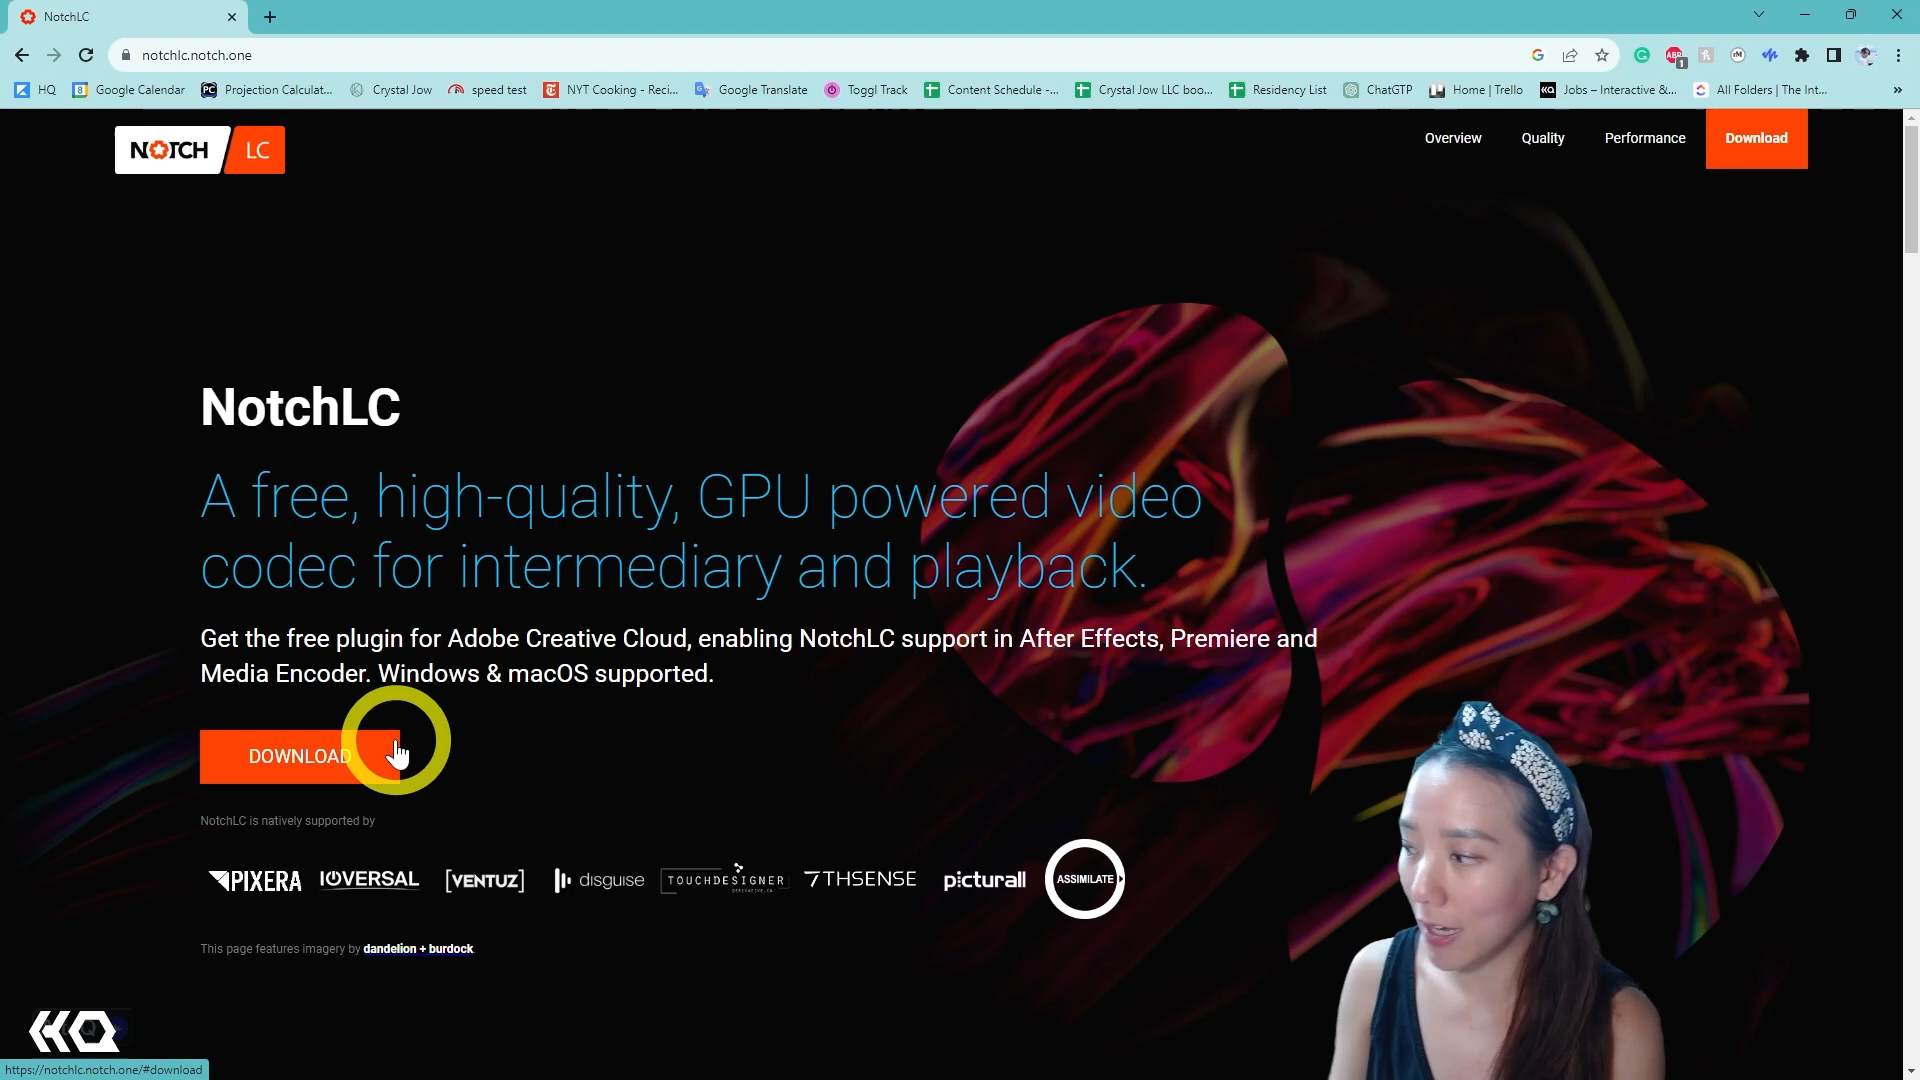 NotchLC
notchlc.notch.one
HQ
Google Calendar
Projection Calculat...
Crystal Jow
speed test
NYT Cooking - Reci...
Google Translate
Toggl Track
Content Schedule -...
Crystal Jow LLC boo...
Residency List
ChatGTP
Home | Trello
Jobs – Interactive &...
All Folders | The Int...
NOTCH LC
Overview
Quality
Performance
Download
NotchLC
A free, high-quality, GPU powered video
codec for intermediary and playback.
Get the free plugin for Adobe Creative Cloud, enabling NotchLC support in After Effects, Premiere and
Media Encoder. Windows & macOS supported.
DOWNLOAD
NotchLC is natively supported by
PIXERA
IOVERSAL
[VENTUZ]
disguise
TOUCHDESIGNER
DERIVATIVE.CA
7THSENSE
picturall
ASSIMILATE
This page features imagery by dandelion + burdock
HQ
https://notchlc.notch.one/#download